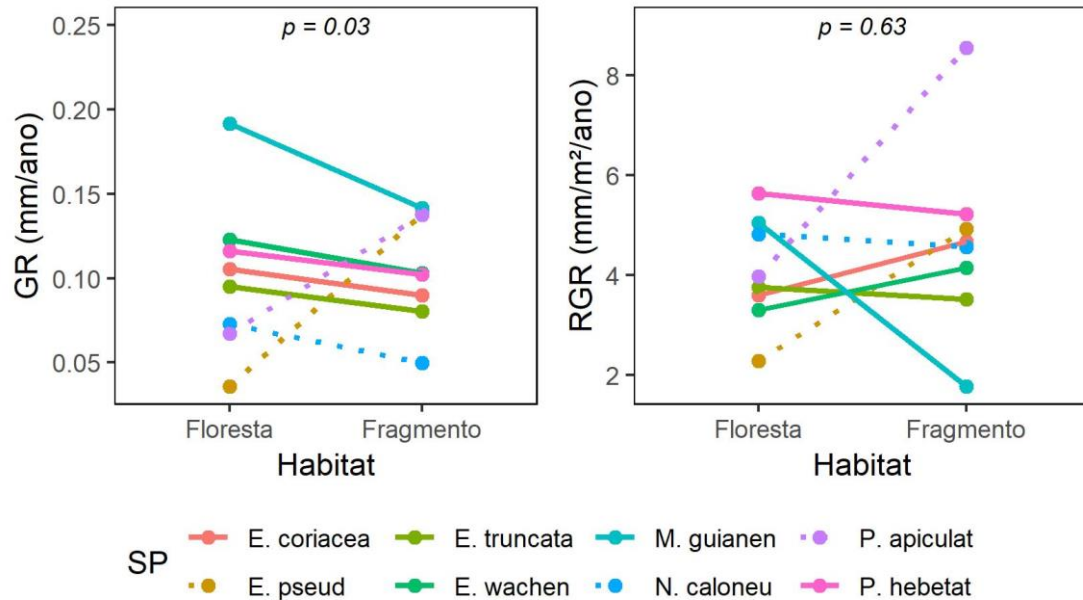 p = 0.03
0.25
0.20
0.15
0.10
0.05
GR (mm/ano)
Floresta Fragmento
Habitat
p = 0.63
8
6
4
2
RGR (mm/m²/ano)
Floresta Fragmento
Habitat
SP
E. coriacea E. truncata M. guianen P. apiculat
E. pseud E. wachen N. caloneu P. hebetat